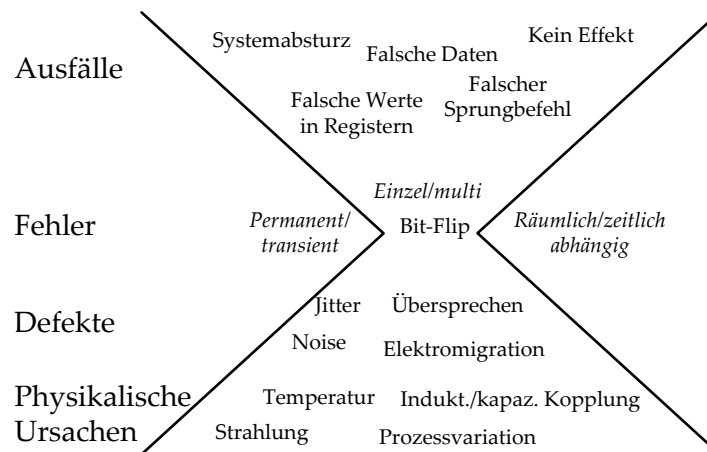 Systemabsturz
Falsche Daten
Kein Effekt
Ausfälle
Falsche Werte
in Registern
Falscher
Sprungbefehl
Einzel/multi
Fehler
Permanent/
transient
Bit-Flip
Räumlich/zeitlich
abhängig
Jitter
Übersprechen
Defekte
Noise
Elektromigration
Physikalische
Ursachen
Temperatur
Indukt./kapaz. Kopplung
Strahlung
Prozessvariation